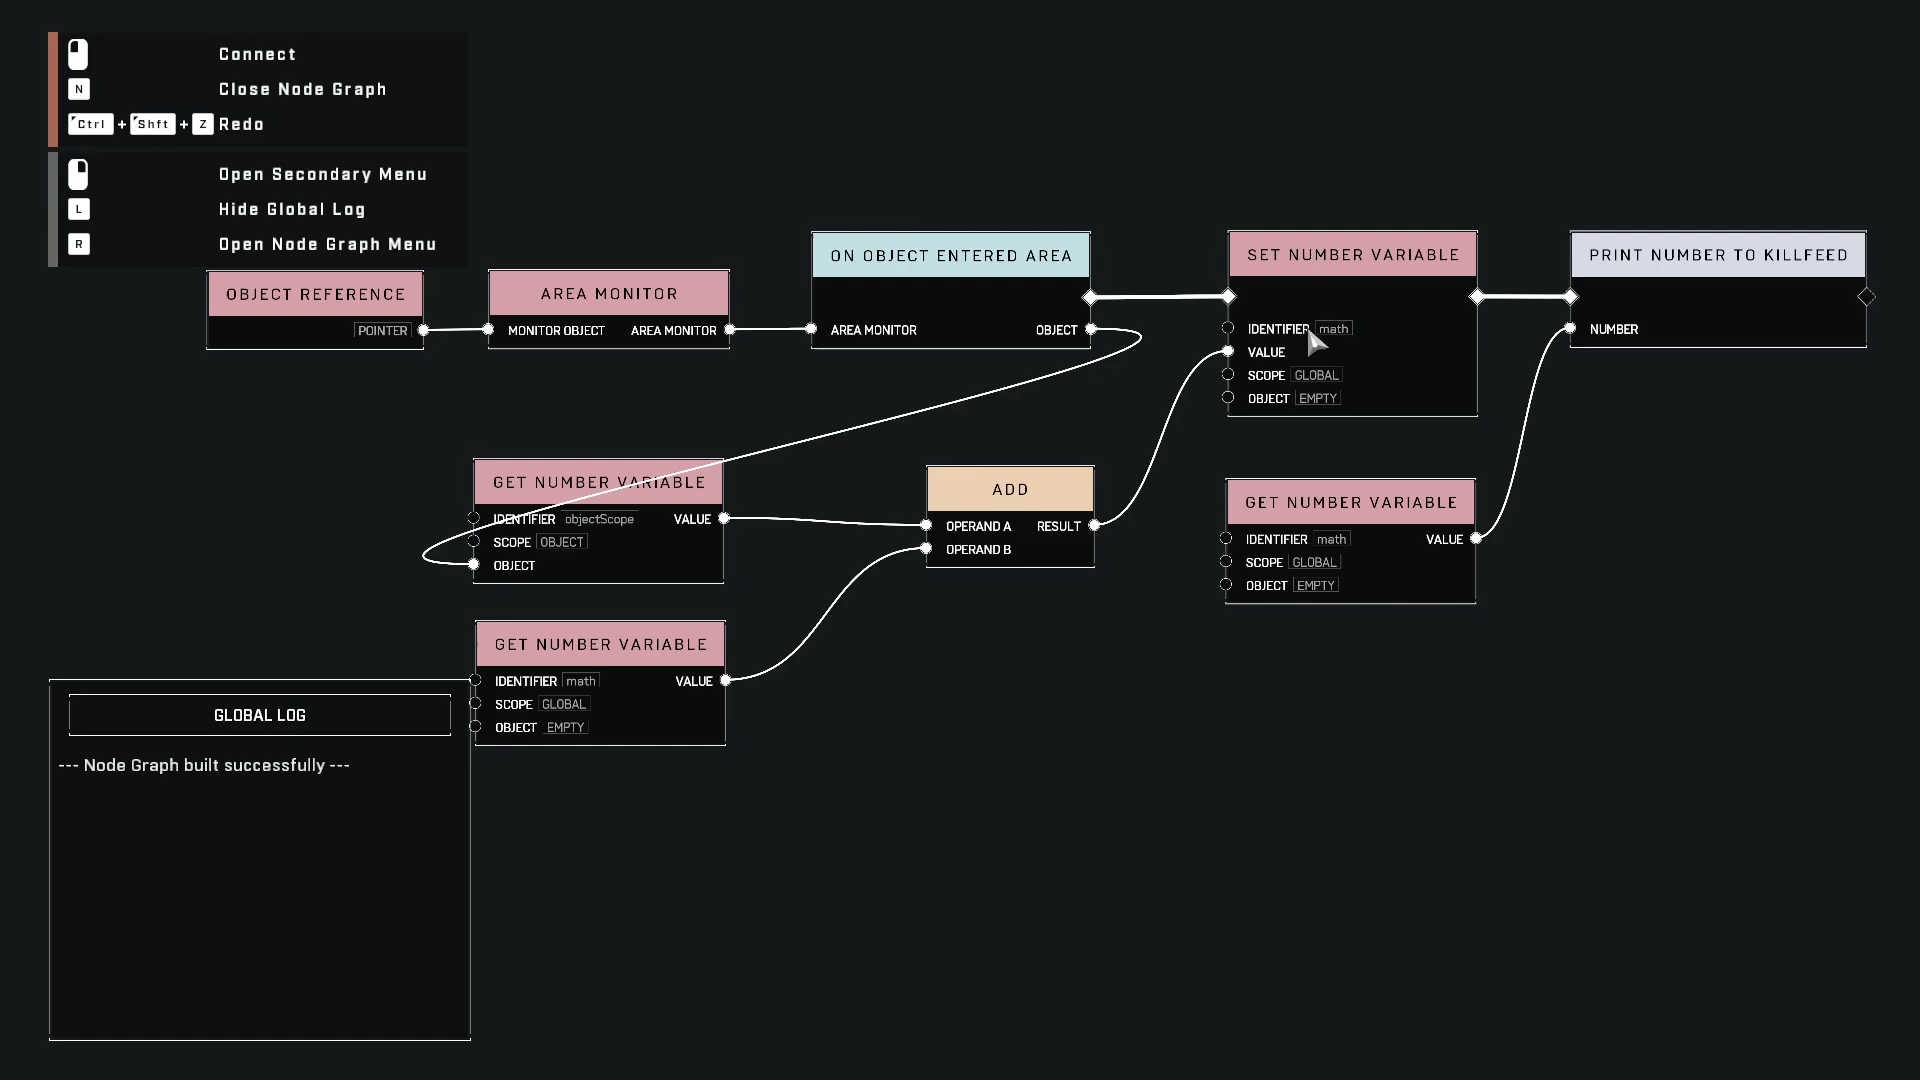 Connect
N Close Node Graph
Ctrl + Shft + Z Redo
Open Secondary Menu
L Hide Global Log
R Open Node Graph Menu
OBJECT REFERENCE
POINTER
AREA MONITOR
MONITOR OBJECT AREA MONITOR
ON OBJECT ENTERED AREA
AREA MONITOR OBJECT
SET NUMBER VARIABLE
IDENTIFIER math
VALUE
SCOPE GLOBAL
OBJECT EMPTY
PRINT NUMBER TO KILLFEED
NUMBER
GET NUMBER VARIABLE
IDENTIFIER objectScope VALUE
SCOPE OBJECT
OBJECT
ADD
OPERAND A RESULT
OPERAND B
GET NUMBER VARIABLE
IDENTIFIER math VALUE
SCOPE GLOBAL
OBJECT EMPTY
GET NUMBER VARIABLE
IDENTIFIER math VALUE
SCOPE GLOBAL
OBJECT EMPTY
GLOBAL LOG
--- Node Graph built successfully ---